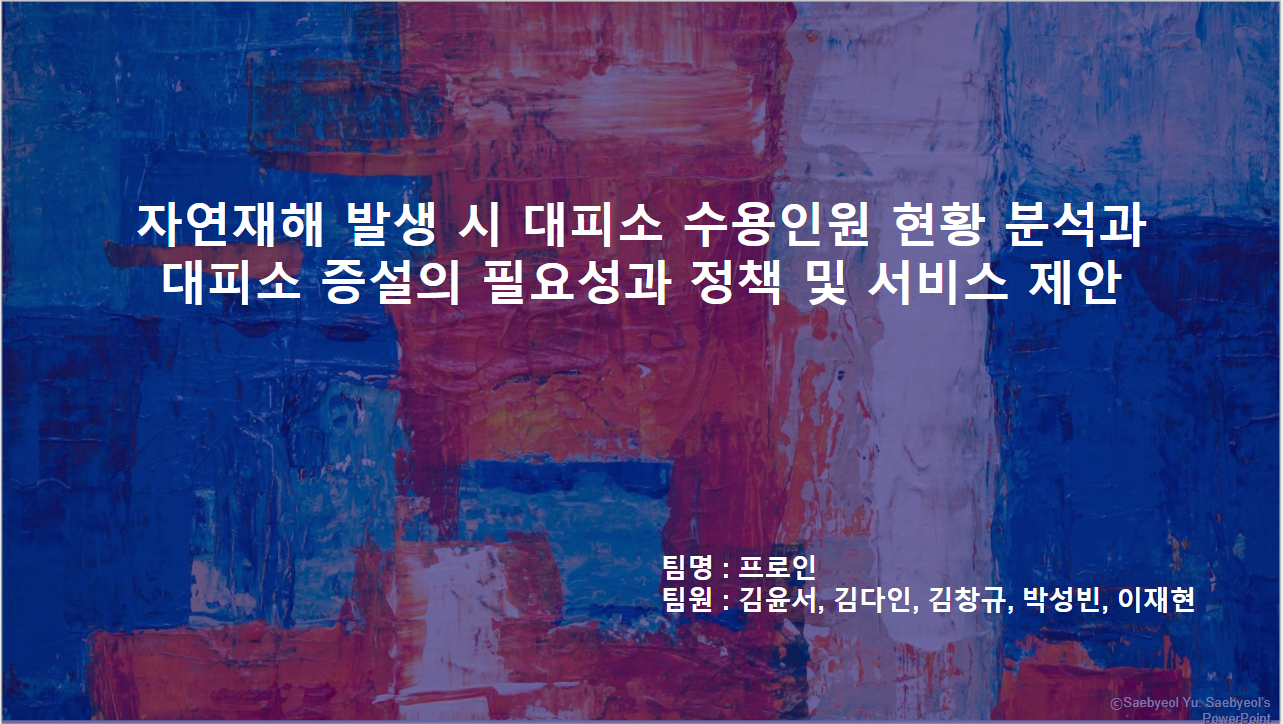 자연재해 발생 시 대피소 수용인원 현황 분석과
대피소 증설의 필요성과 정책 및 서비스 제안
팀명 : 프로인
팀원 : 김윤서, 김다인, 김창규, 박성빈, 이재현
ⓒSaebyeol Yu. Saebyeol's
PowerPoint